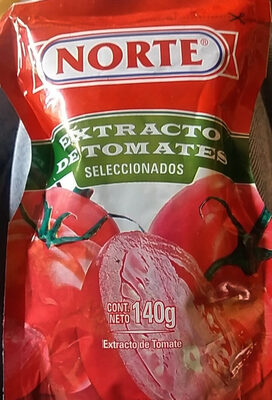 NORTE®
EXTRACTO
DE TOMATES
SELECCIONADOS
CONT.
NETO 140g
Extracto de Tomate